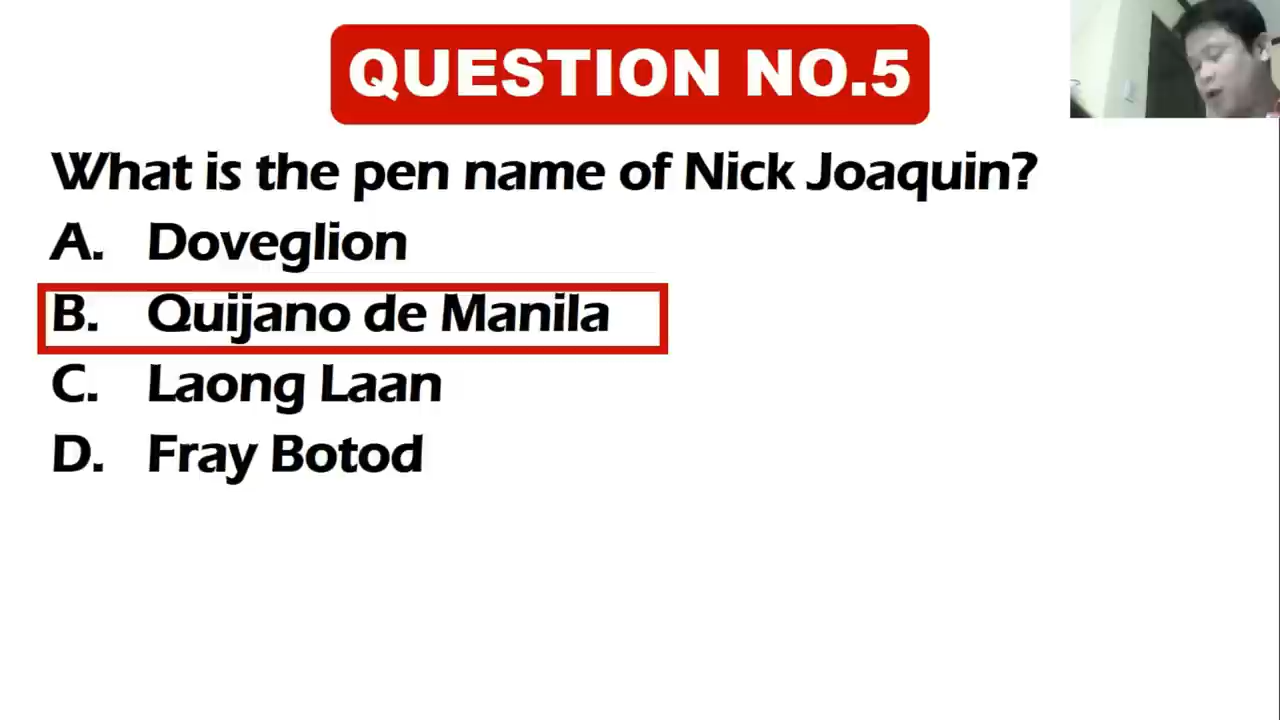 QUESTION NO.5
What is the pen name of Nick Joaquin?
A. Doveglion
B. Quijano de Manila
C. Laong Laan
D. Fray Botod